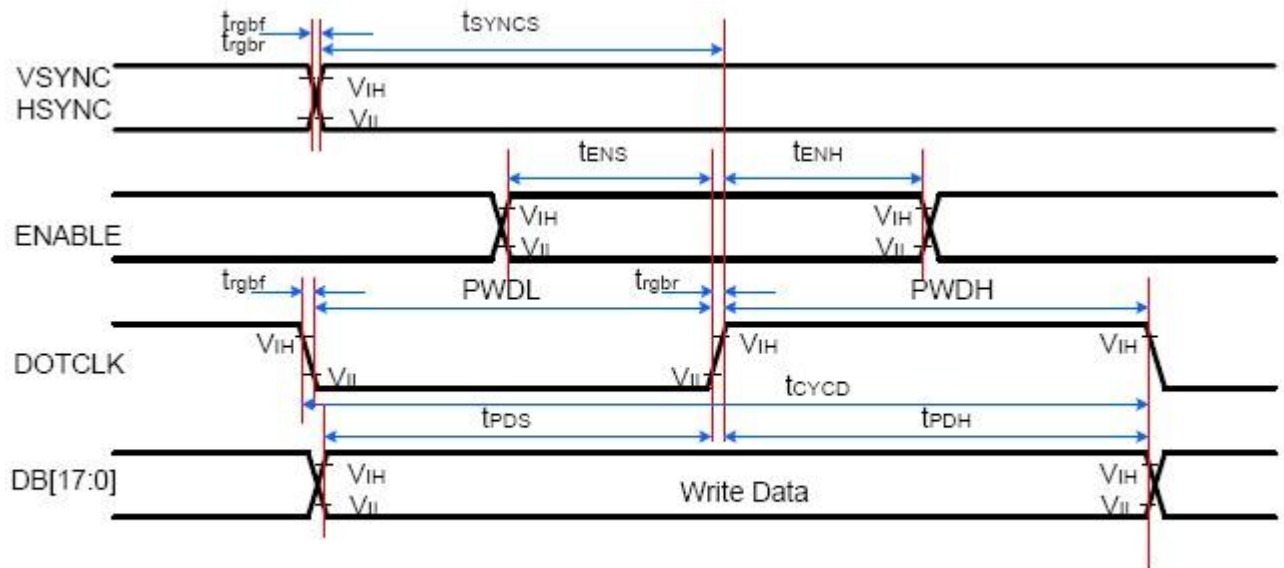 trgbf tSYNCS
trgbr
VSYNC VIH
HSYNC VIL
tENS tENH
VIH VIH
ENABLE VIL VIL
trgbf PWDL trgbr PWDH
VIH VIH VIH
DOTCLK VIL VIL
tCYCD
tPDS tPDH
DB[17:0] VIH Write Data VIH
VIL VIL